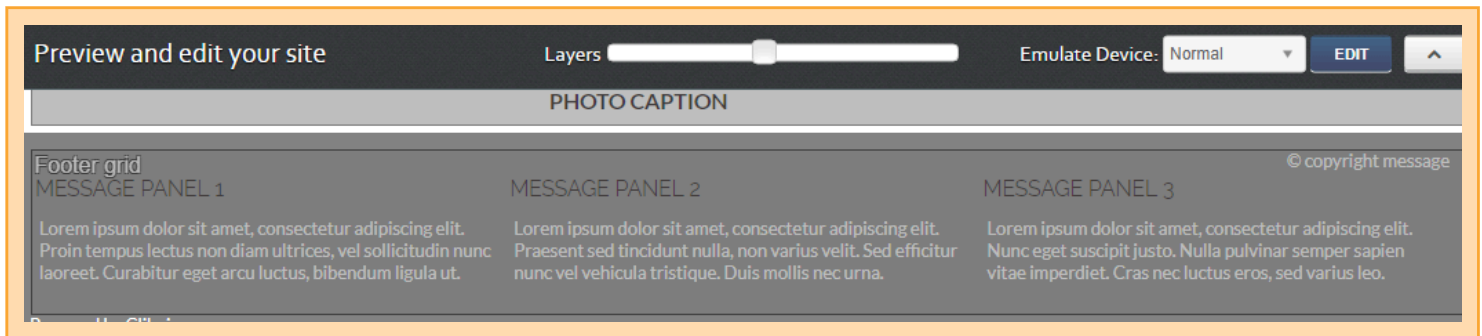 Preview and edit your site Layers Emulate Device: Normal EDIT
PHOTO CAPTION
Footer grid
© copyright message
MESSAGE PANEL 1
Lorem ipsum dolor sit amet, consectetur adipiscing elit.
Proin tempus lectus non diam ultrices, vel sollicitudin nunc
laoreet. Curabitur eget arcu luctus, bibendum ligula ut.
MESSAGE PANEL 2
Lorem ipsum dolor sit amet, consectetur adipiscing elit.
Praesent sed tincidunt nulla, non varius velit. Sed efficitur
nunc vel vehicula tristique. Duis mollis nec urna.
MESSAGE PANEL 3
Lorem ipsum dolor sit amet, consectetur adipiscing elit.
Nunc eget suscipit justo. Nulla pulvinar semper sapien
vitae imperdiet. Cras nec luctus eros, sed varius leo.